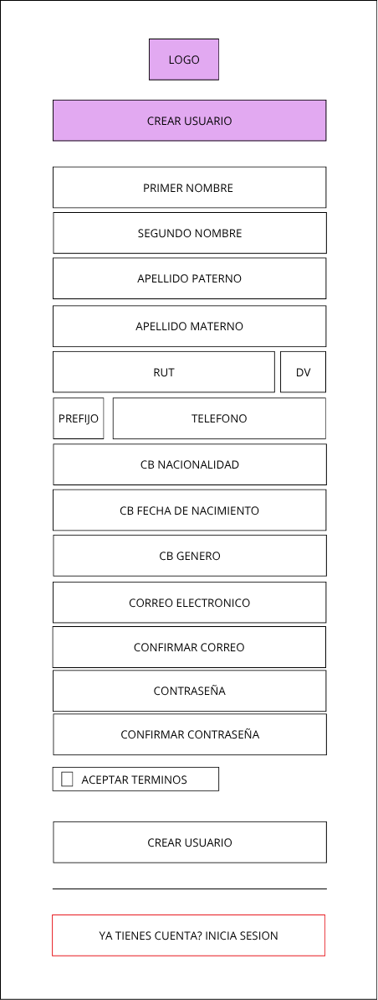 LOGO
CREAR USUARIO
PRIMER NOMBRE
SEGUNDO NOMBRE
APELLIDO PATERNO
APELLIDO MATERNO
RUT DV
PREFIJO TELEFONO
CB NACIONALIDAD
CB FECHA DE NACIMIENTO
CB GENERO
CORREO ELECTRONICO
CONFIRMAR CORREO
CONTRASEÑA
CONFIRMAR CONTRASEÑA
ACEPTAR TERMINOS
CREAR USUARIO
YA TIENES CUENTA? INICIA SESION